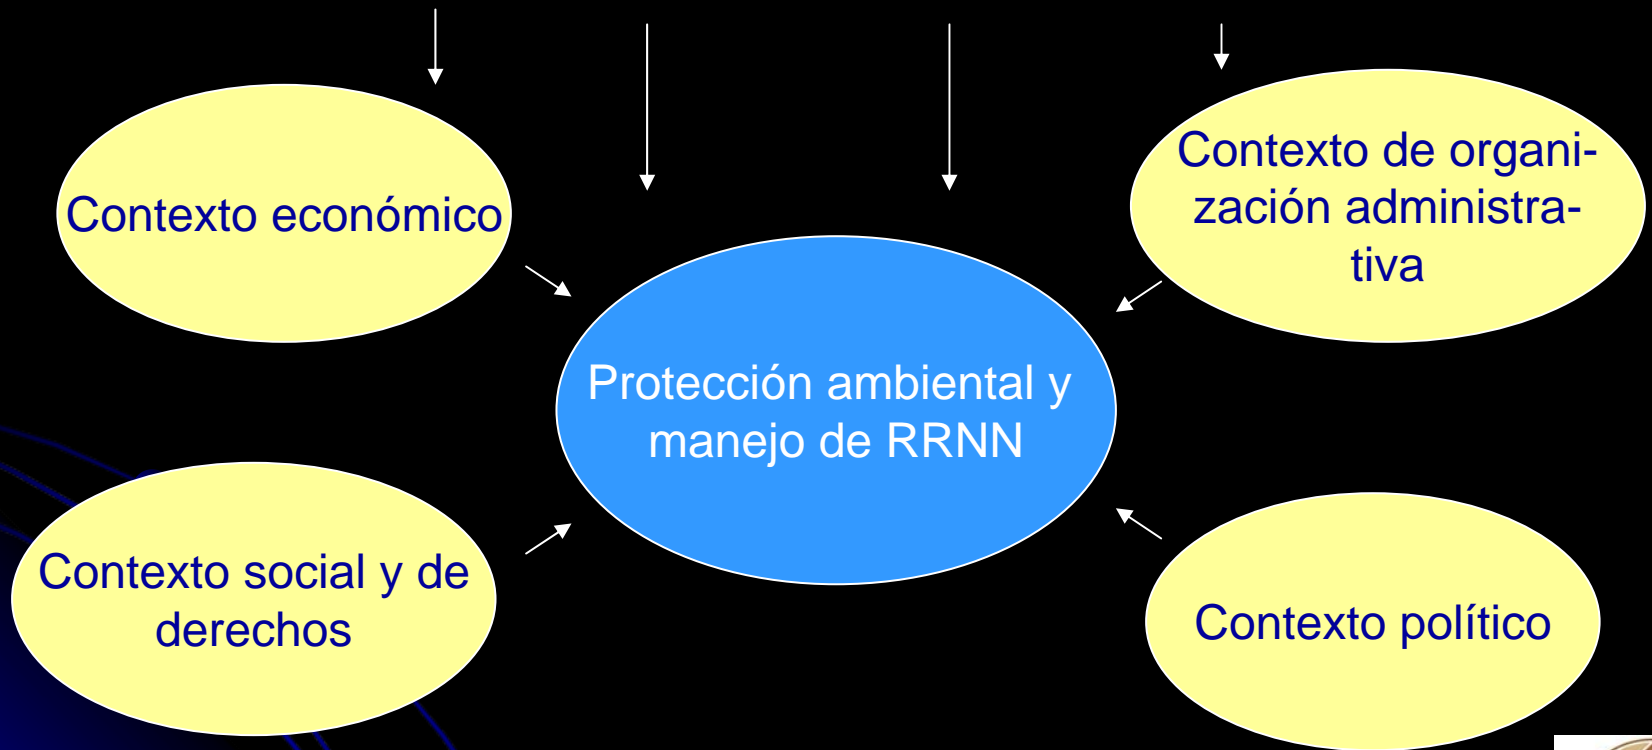 Contexto económico
Contexto de organi-
zación administra-
tiva
Protección ambiental y
manejo de RRNN
Contexto social y de
derechos
Contexto político